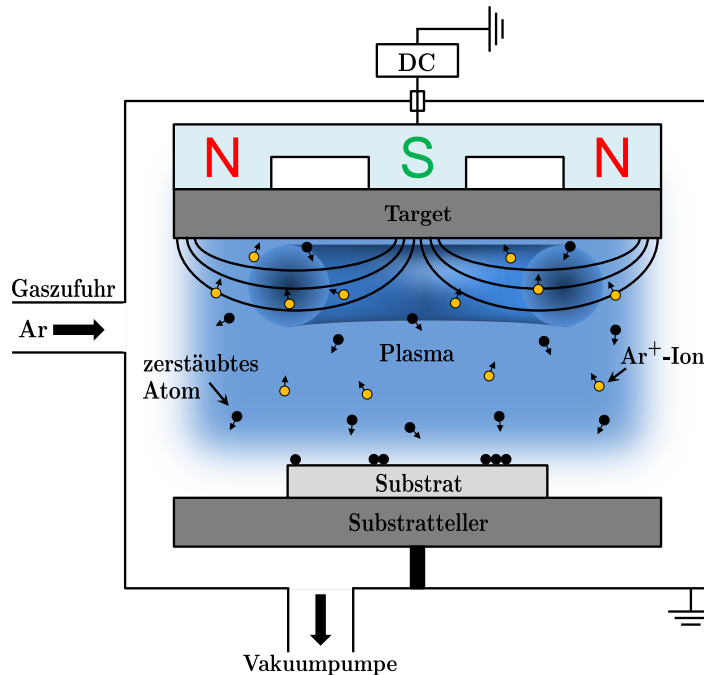 DC
N S N
Target
Gaszufuhr
Ar
Plasma
Ar⁺-Ion
zerstäubtes
Atom
Substrat
Substratteller
Vakuumpumpe